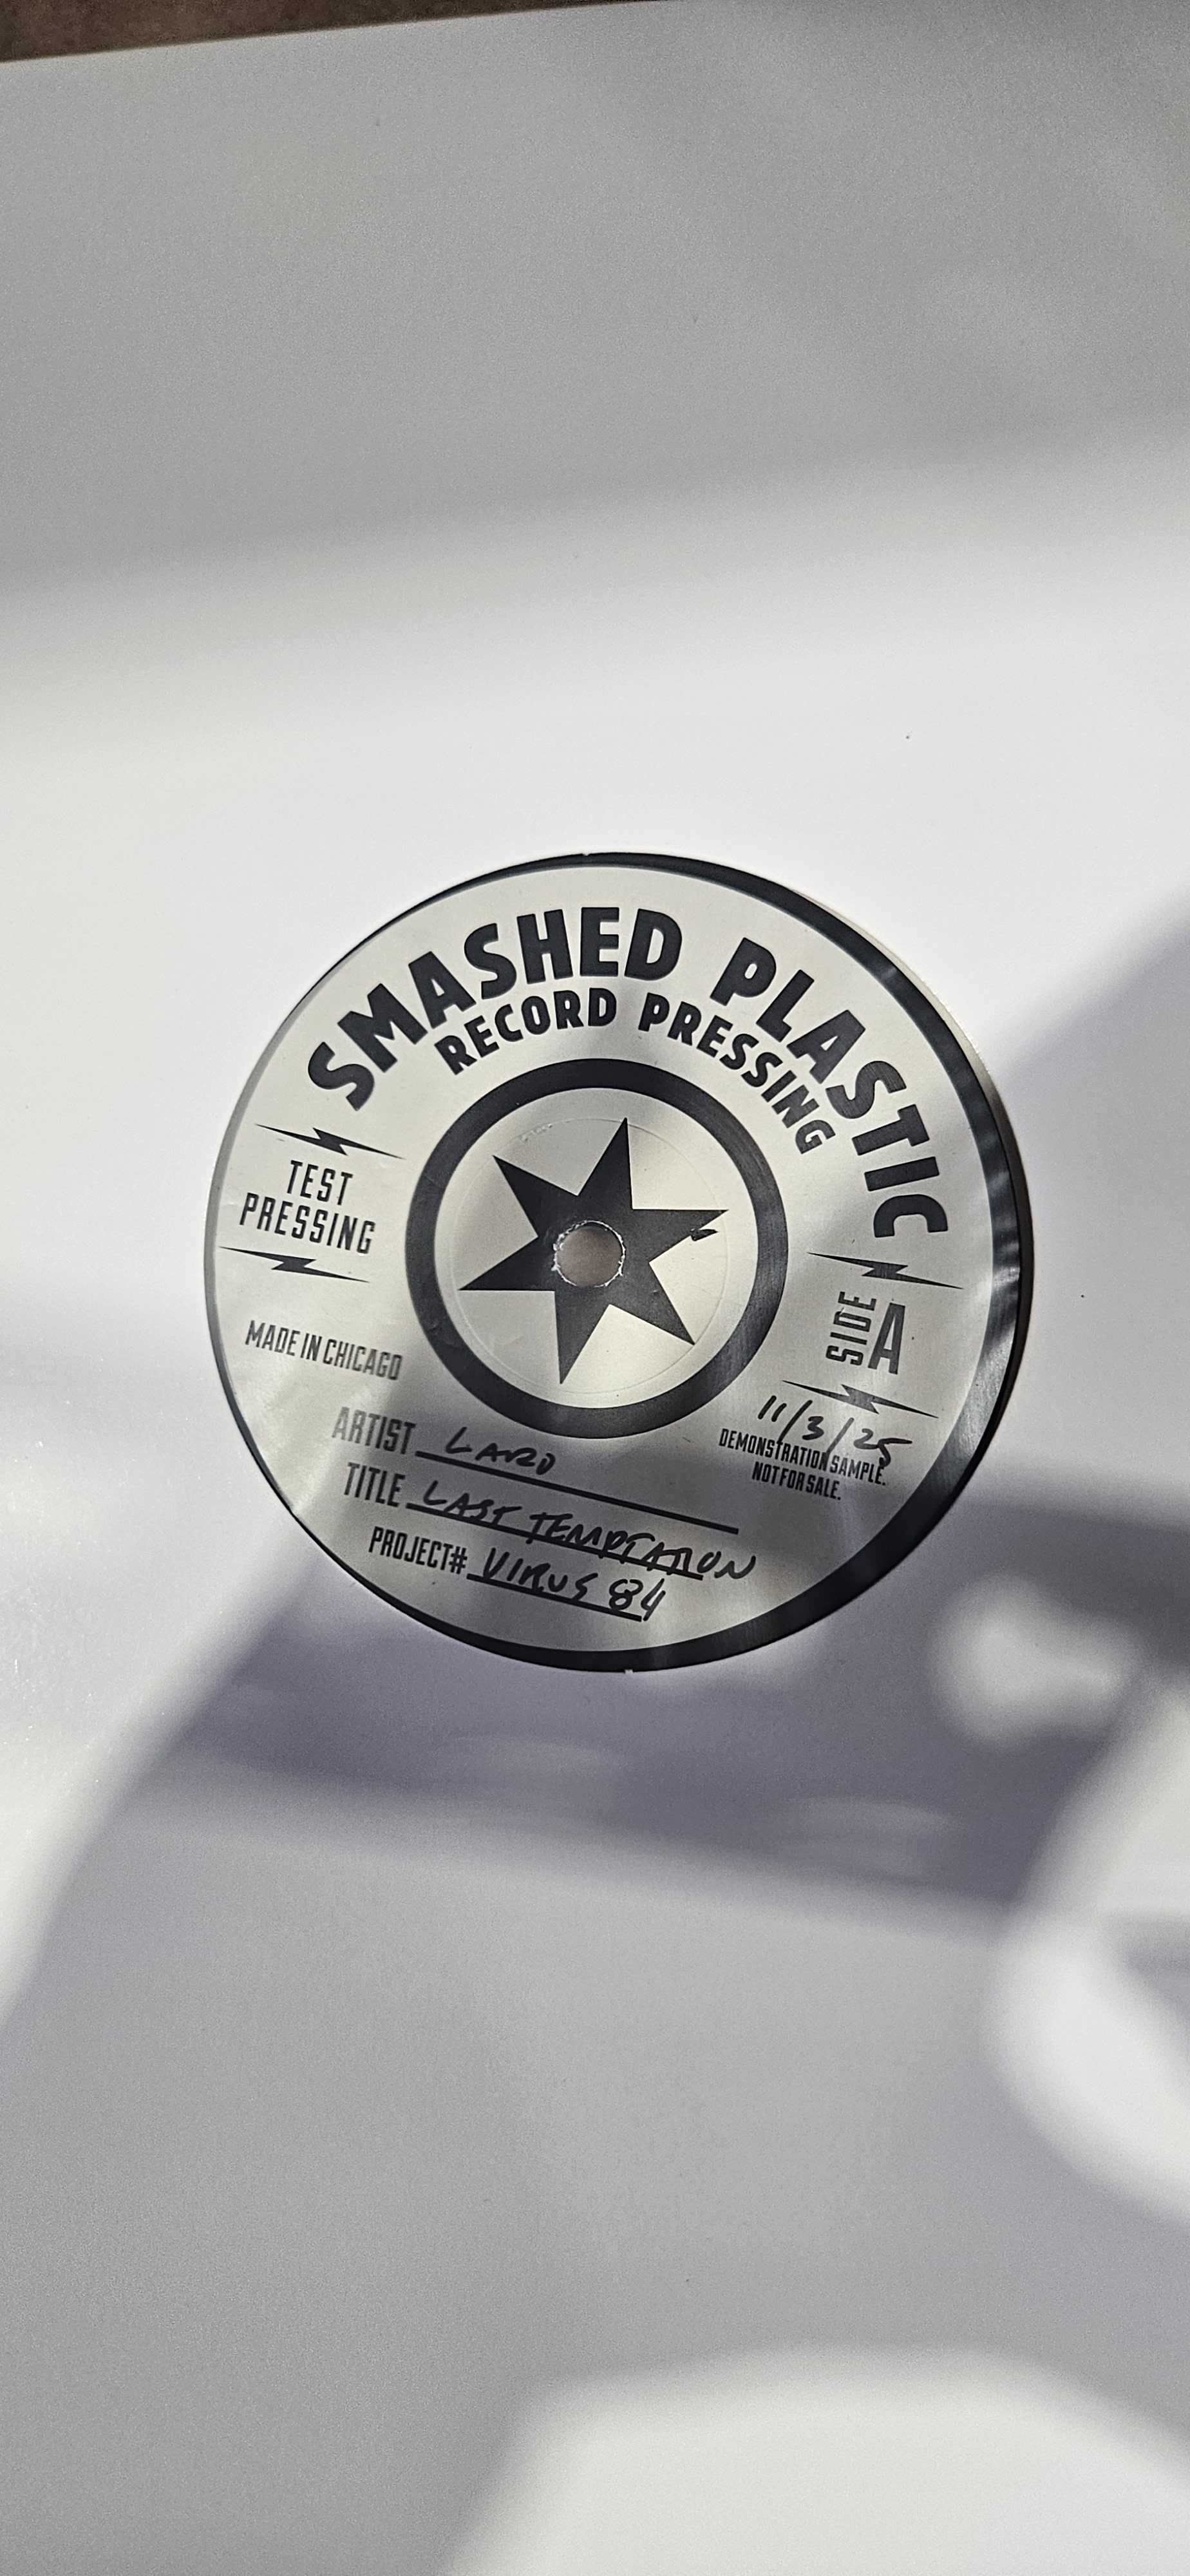 SMASHED PLASTIC
RECORD PRESSING
TEST
PRESSING
MADE IN CHICAGO
SIDE A
11/3/25
DEMONSTRATION SAMPLE.
NOT FOR SALE.
ARTIST LARD
TITLE LAST TEMPTATION
PROJECT# VIRUS 84